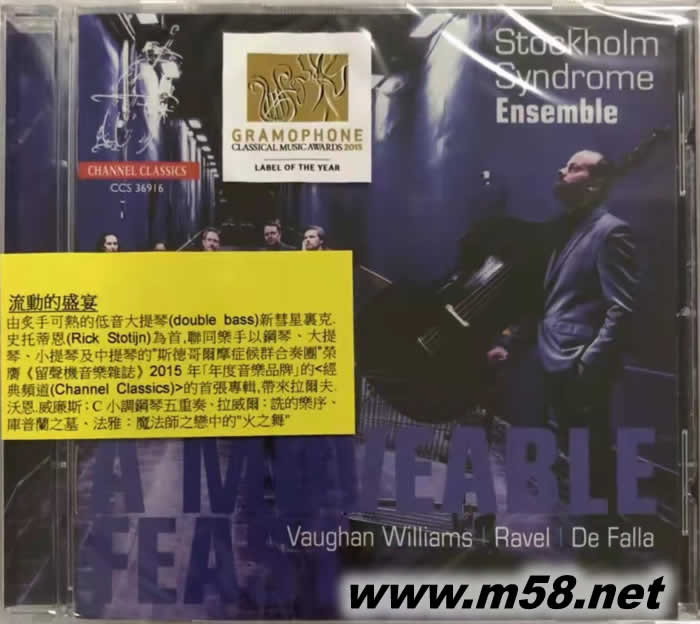 Stockholm
Syndrome
Ensemble
GRAMOPHONE
CLASSICAL MUSIC AWARDS 2015
LABEL OF THE YEAR
CHANNEL CLASSICS
CCS 36916
流動的盛宴
由炙手可熱的低音大提琴(double bass)新彗星裏克.
史托蒂恩(Rick Stotijn)為首,聯同樂手以鋼琴、大提
琴、小提琴及中提琴的"斯德哥爾摩症候群合奏團"榮
膺《留聲機音樂雜誌》2015 年「年度音樂品牌」的<經
典頻道(Channel Classics)>的首張專輯,帶來拉爾夫.
沃恩.威廉斯:C 小調鋼琴五重奏、拉威爾:詵的樂序、
庫普蘭之墓、法雅:魔法師之戀中的"火之舞"
A MOVEABLE
FEAST
Vaughan Williams | Ravel | De Falla
www.m58.net